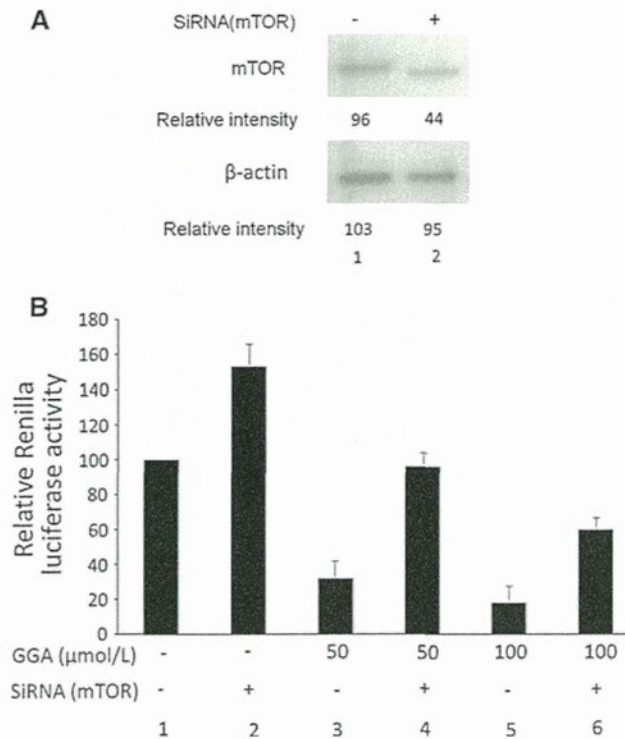 A
SiRNA(mTOR) - +
mTOR
Relative intensity 96 44
β-actin
Relative intensity 103 95
1 2
B
Relative Renilla
luciferase activity
180
160
140
120
100
80
60
40
20
0
GGA (μmol/L) - - 50 50 100 100
SiRNA (mTOR) - + - + - +
1 2 3 4 5 6